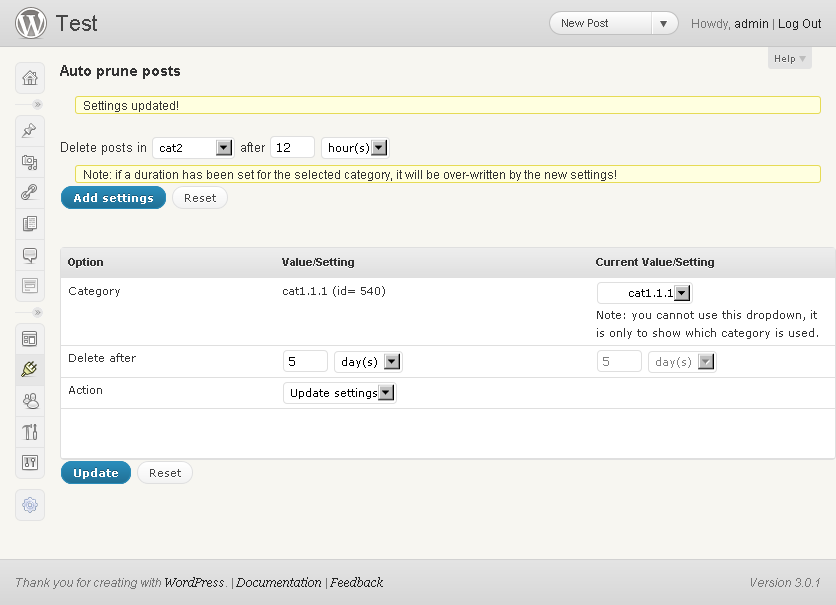 Test
New Post
Howdy, admin | Log Out
Help
Auto prune posts
Settings updated!
Delete posts in cat2 after 12 hour(s)
Note: if a duration has been set for the selected category, it will be over-written by the new settings!
Add settings Reset
Option Value/Setting Current Value/Setting
Category cat1.1.1 (id= 540) cat1.1.1
Note: you cannot use this dropdown, it
is only to show which category is used.
Delete after 5 day(s) 5 day(s)
Action Update settings
Update Reset
Thank you for creating with WordPress. | Documentation | Feedback Version 3.0.1